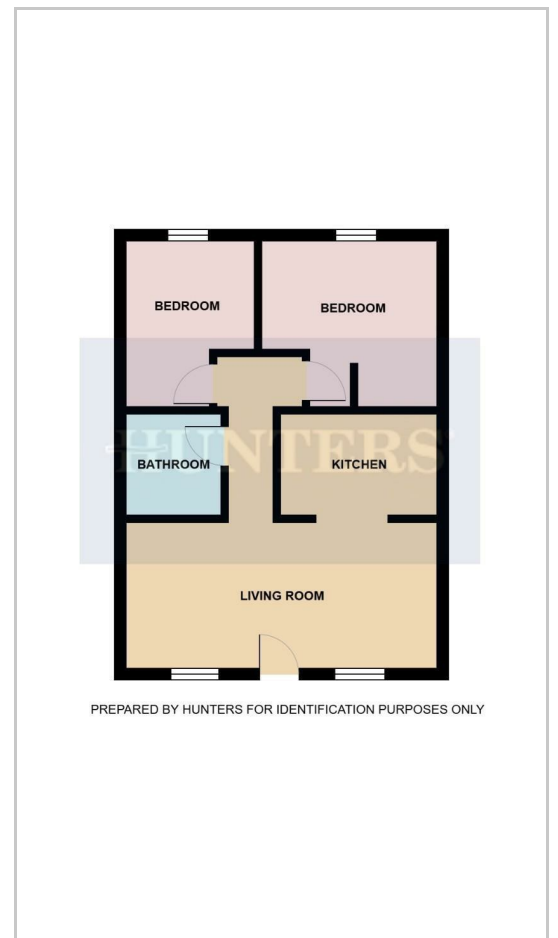 BEDROOM
BEDROOM
HUNTERS
BATHROOM
KITCHEN
LIVING ROOM
PREPARED BY HUNTERS FOR IDENTIFICATION PURPOSES ONLY